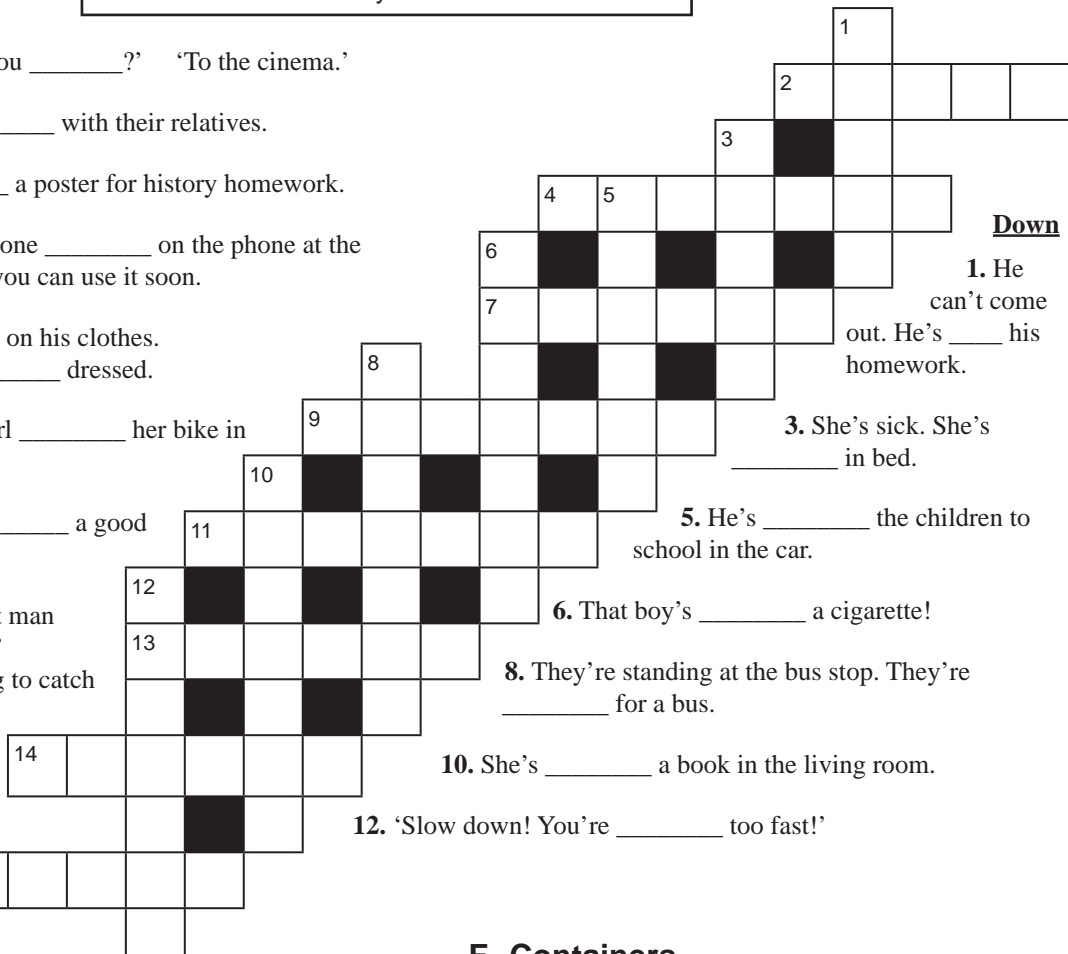 1
ou _______?’ ‘To the cinema.’
2
____ with their relatives.
3
_ a poster for history homework.
4 5
one ________ on the phone at the
you can use it soon.
6
7
on his clothes.
_____ dressed.
8
________ her bike in
9
10
_____ a good
11
12
man
13
to catch
14
Down
1. He
can’t come
out. He’s ____ his
homework.
3. She’s sick. She’s
________ in bed.
5. He’s ________ the children to
school in the car.
6. That boy’s ________ a cigarette!
8. They’re standing at the bus stop. They’re
________ for a bus.
10. She’s ________ a book in the living room.
12. ‘Slow down! You’re ________ too fast!’
Containers